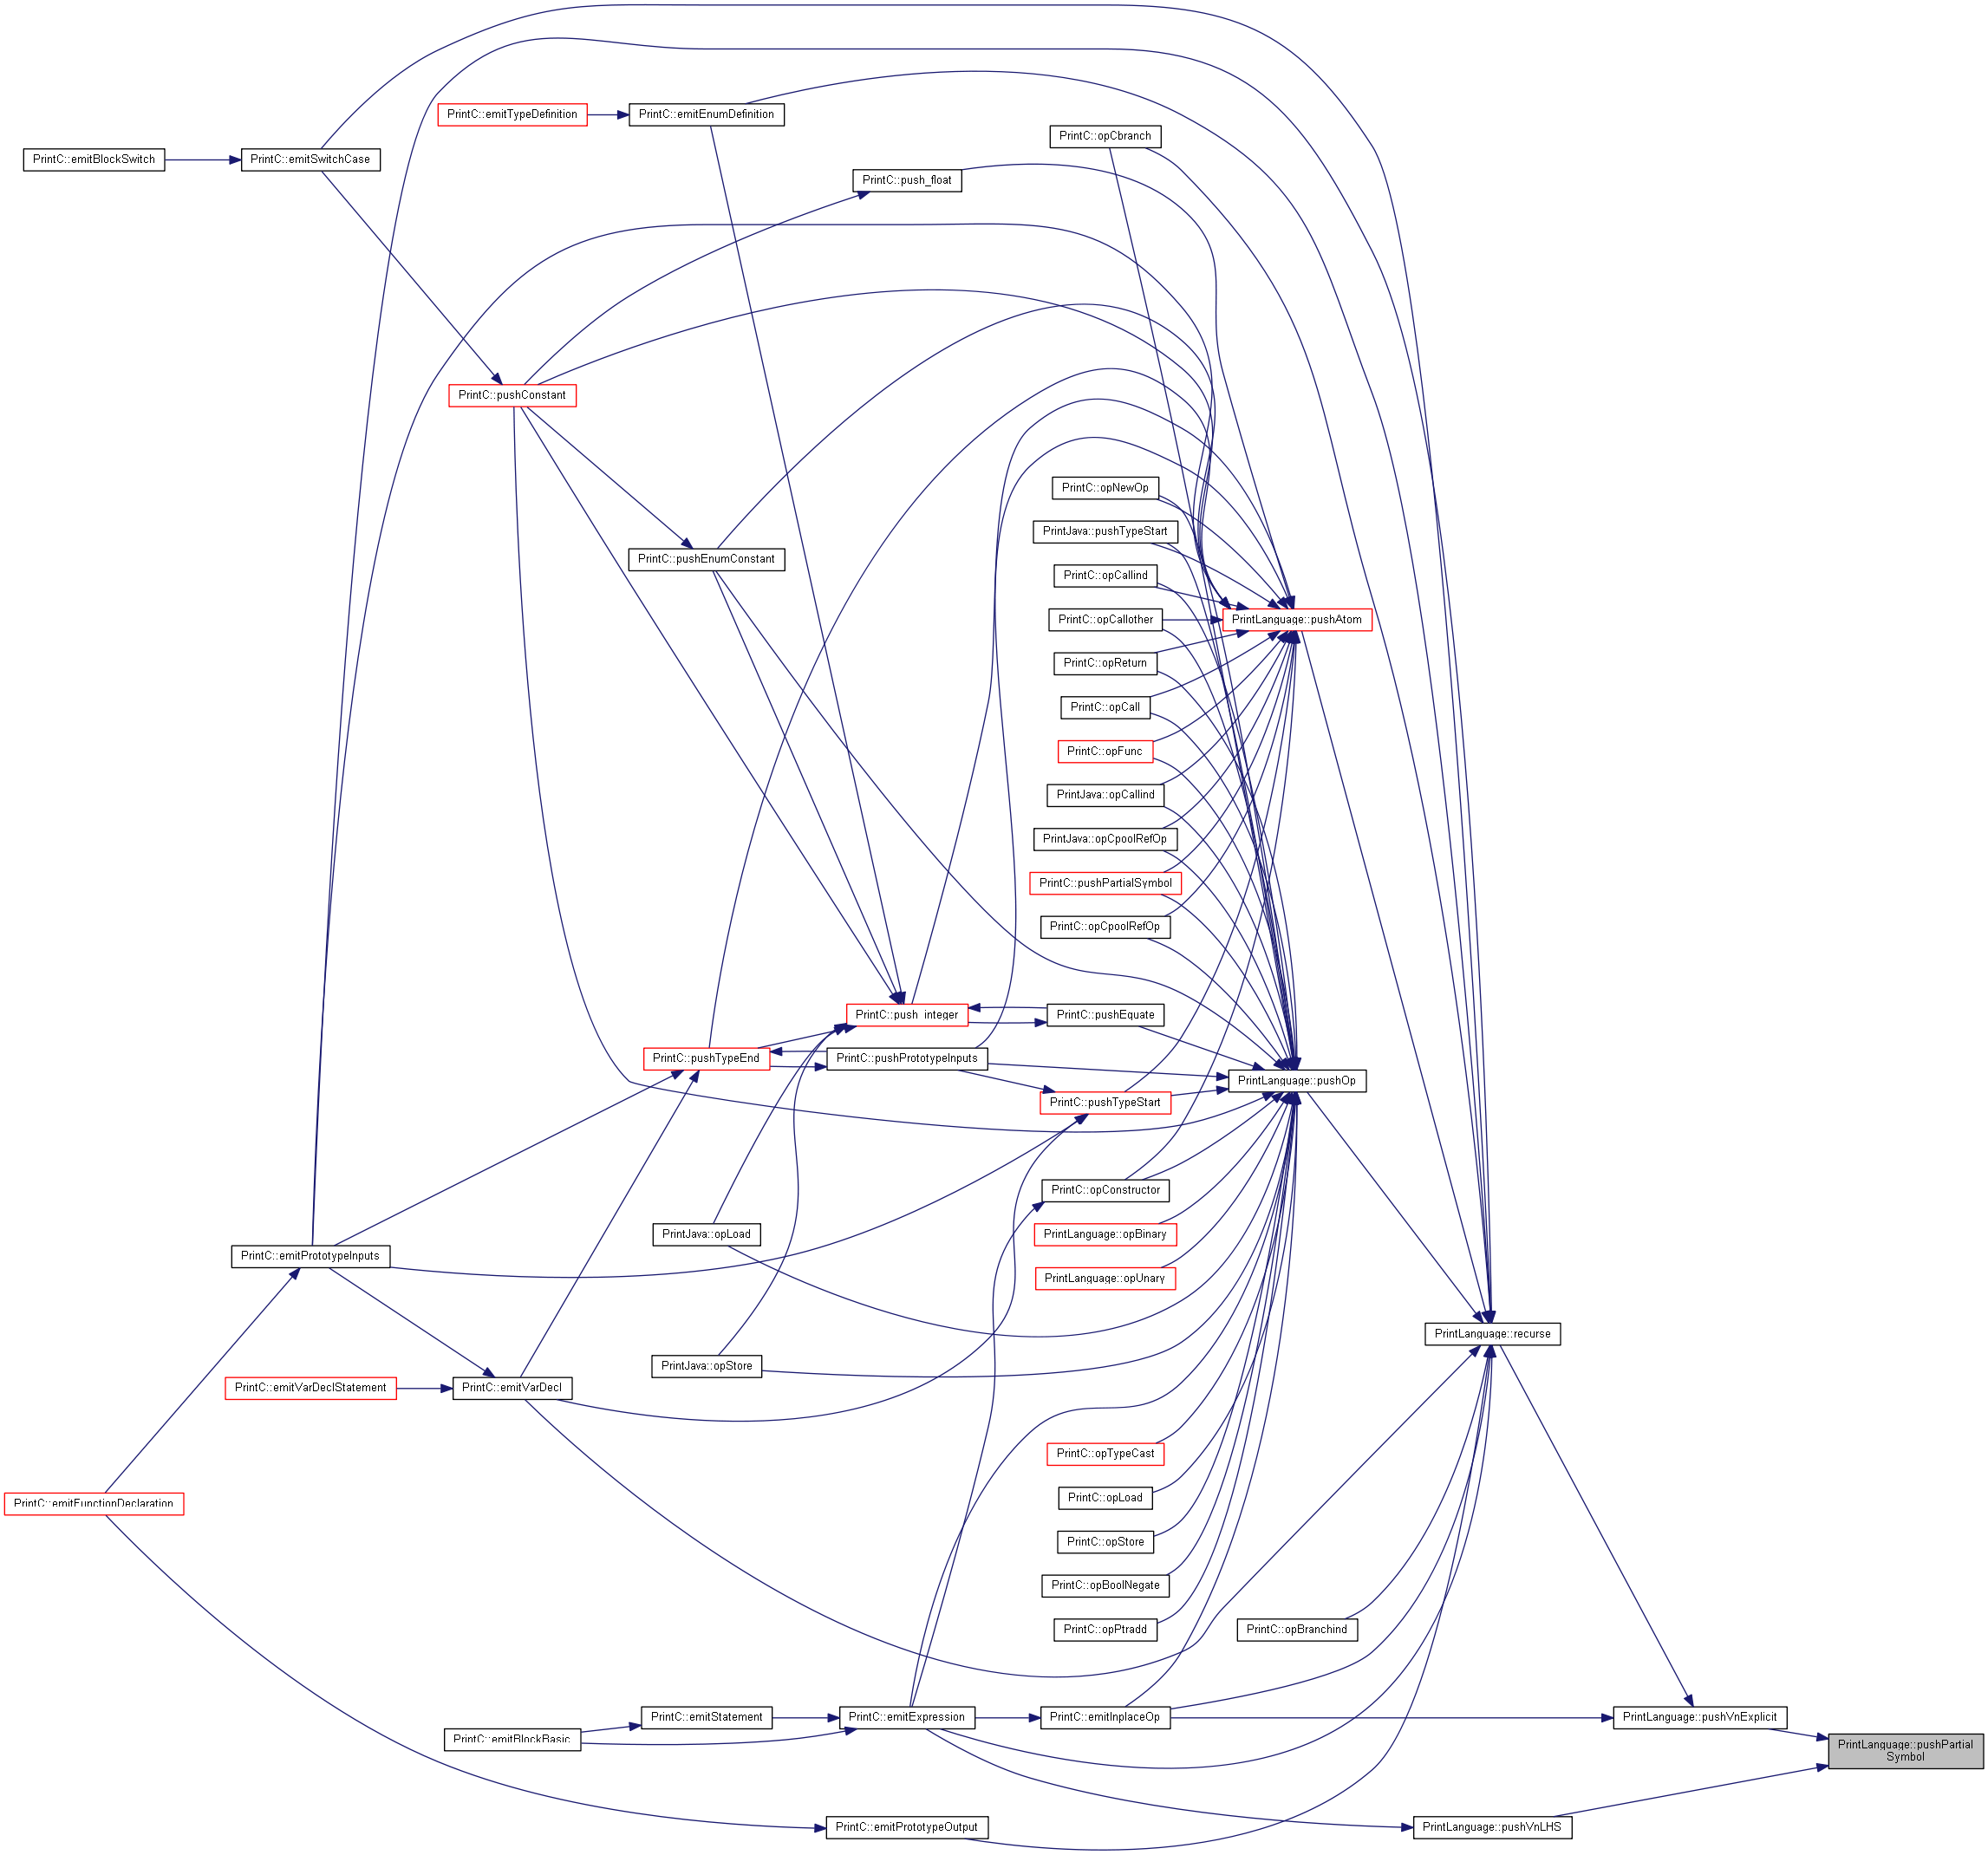 PrintC::emitTypeDefinition
PrintC::emitEnumDefinition
PrintC::opCbranch
PrintC::emitBlockSwitch
PrintC::emitSwitchCase
PrintC::push_float
PrintC::pushConstant
PrintC::opNewOp
PrintJava::pushTypeStart
PrintC::pushEnumConstant
PrintC::opCallind
PrintC::opCallother
PrintLanguage::pushAtom
PrintC::opReturn
PrintC::opCall
PrintC::opFunc
PrintJava::opCallind
PrintJava::opCpoolRefOp
PrintC::pushPartialSymbol
PrintC::opCpoolRefOp
PrintC::push_integer
PrintC::pushEquate
PrintC::pushTypeEnd
PrintC::pushPrototypeInputs
PrintLanguage::pushOp
PrintC::pushTypeStart
PrintC::opConstructor
PrintJava::opLoad
PrintLanguage::opBinary
PrintC::emitPrototypeInputs
PrintLanguage::opUnary
PrintLanguage::recurse
PrintJava::opStore
PrintC::emitVarDeclStatement
PrintC::emitVarDecl
PrintC::opTypeCast
PrintC::opLoad
PrintC::emitFunctionDeclaration
PrintC::opStore
PrintC::opBoolNegate
PrintC::opPtradd
PrintC::opBranchind
PrintC::emitStatement
PrintC::emitExpression
PrintC::emitInplaceOp
PrintLanguage::pushVnExplicit
PrintC::emitBlockBasic
PrintLanguage::pushPartial
Symbol
PrintC::emitPrototypeOutput
PrintLanguage::pushVnLHS